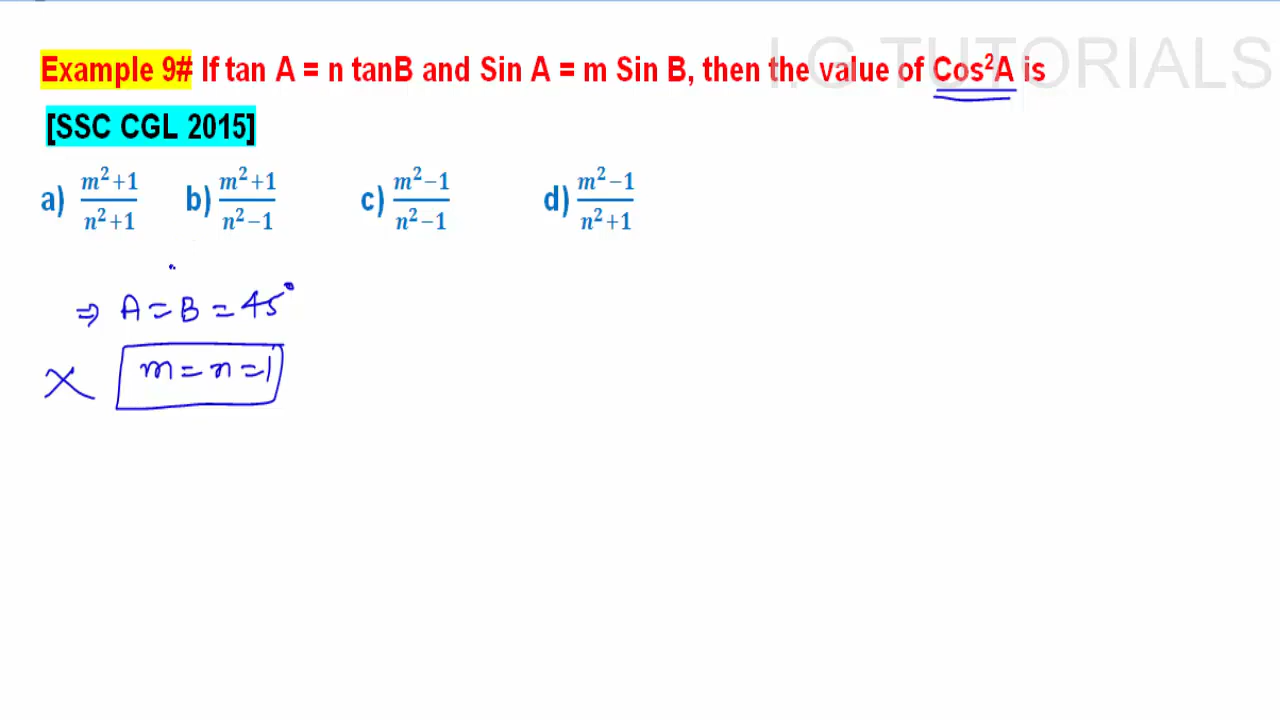 I.G TUTORIALS
Example 9# If tan A = n tanB and Sin A = m Sin B, then the value of Cos²A is
[SSC CGL 2015]
a) (m²+1)/(n²+1) b) (m²+1)/(n²−1) c) (m²−1)/(n²−1) d) (m²−1)/(n²+1)
⇒ A = B = 45°
× m = n = 1